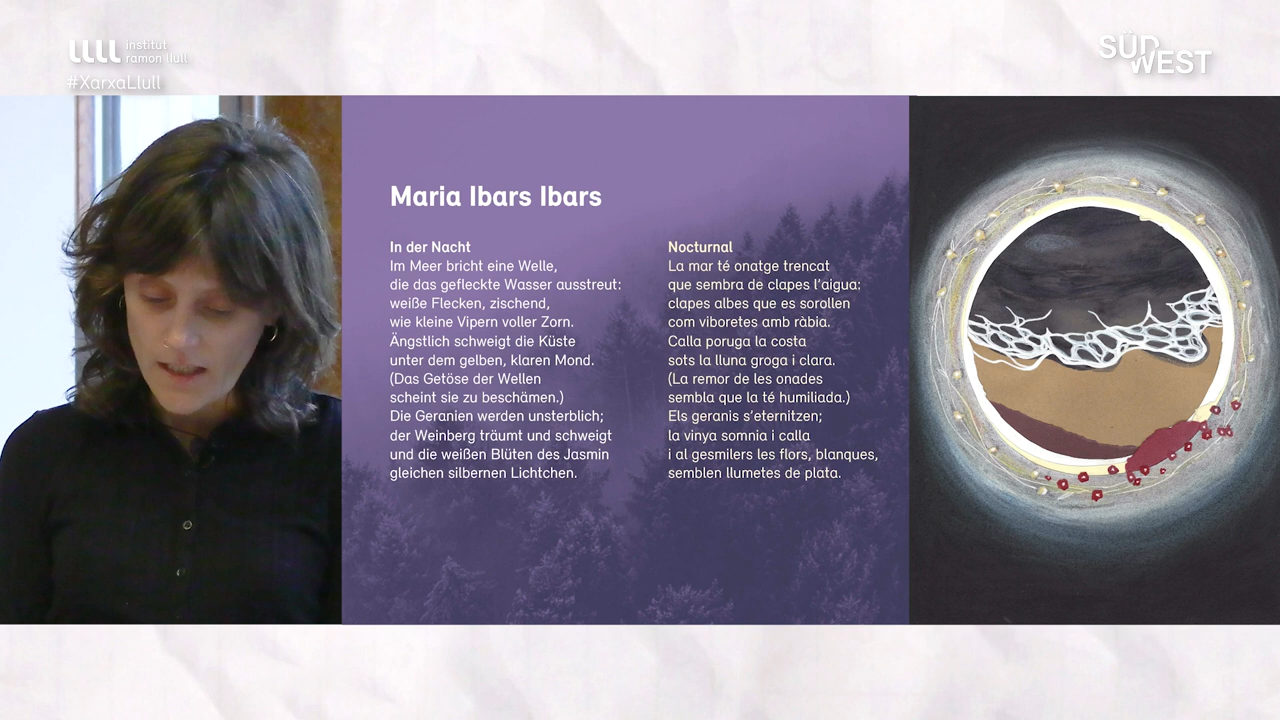 institut
ramon llull
#XarxaLlull
SÜD
WEST
Maria Ibars Ibars
In der Nacht
Im Meer bricht eine Welle,
die das gefleckte Wasser ausstreut:
weiße Flecken, zischend,
wie kleine Vipern voller Zorn.
Ängstlich schweigt die Küste
unter dem gelben, klaren Mond.
(Das Getöse der Wellen
scheint sie zu beschämen.)
Die Geranien werden unsterblich;
der Weinberg träumt und schweigt
und die weißen Blüten des Jasmin
gleichen silbernen Lichtchen.
Nocturnal
La mar té onatge trencat
que sembra de clapes l'aigua:
clapes albes que es sorollen
com viboretes amb ràbia.
Calla poruga la costa
sots la lluna groga i clara.
(La remor de les onades
sembla que la té humiliada.)
Els geranis s'eternitzen;
la vinya somnia i calla
i al gesmilers les flors, blanques,
semblen llumetes de plata.